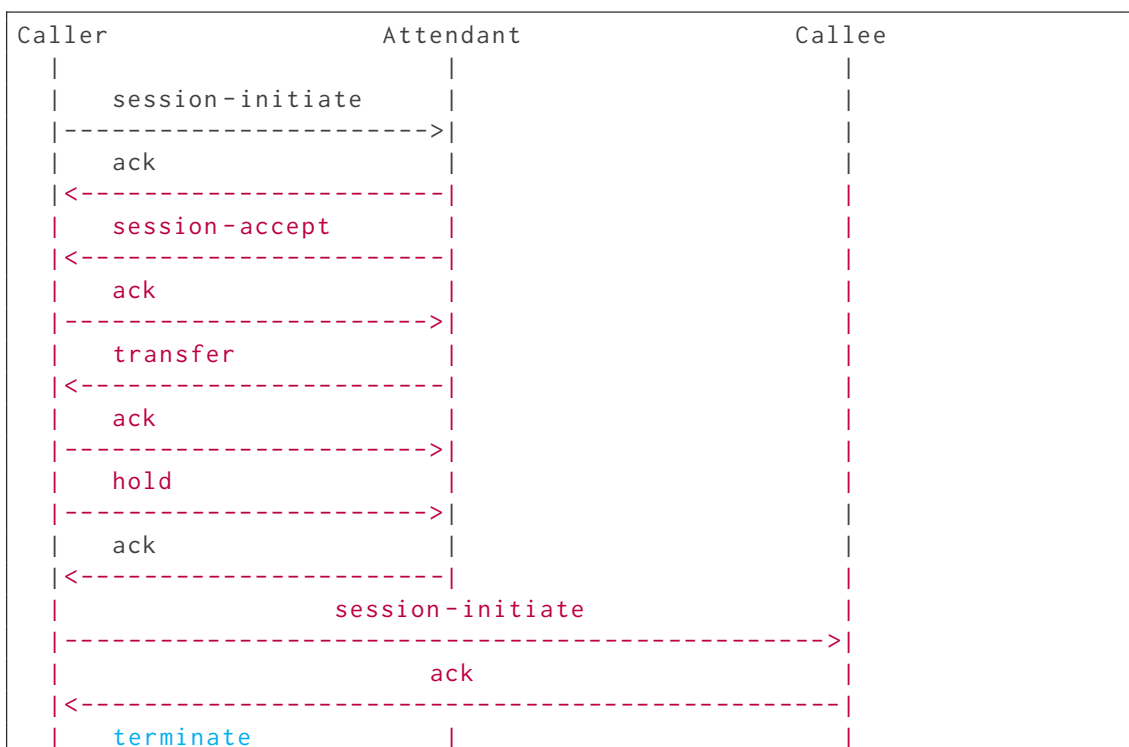 Caller Attendant Callee
| | |
| session-initiate | |
|----------------------->| |
| ack | |
|<-----------------------| |
| session-accept | |
|<-----------------------| |
| ack | |
|----------------------->| |
| transfer | |
|<-----------------------| |
| ack | |
|----------------------->| |
| hold | |
|----------------------->| |
| ack | |
|<-----------------------| |
| session-initiate |
|------------------------------------------------>|
| ack |
|<------------------------------------------------|
| terminate | |